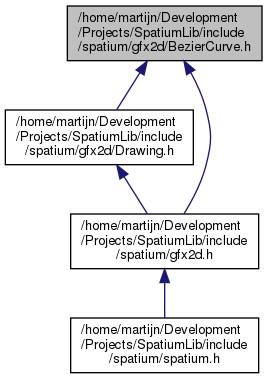 /home/martijn/Development
/Projects/SpatiumLib/include
/spatium/gfx2d/BezierCurve.h
/home/martijn/Development
/Projects/SpatiumLib/include
/spatium/gfx2d/Drawing.h
/home/martijn/Development
/Projects/SpatiumLib/include
/spatium/gfx2d.h
/home/martijn/Development
/Projects/SpatiumLib/include
/spatium/spatium.h